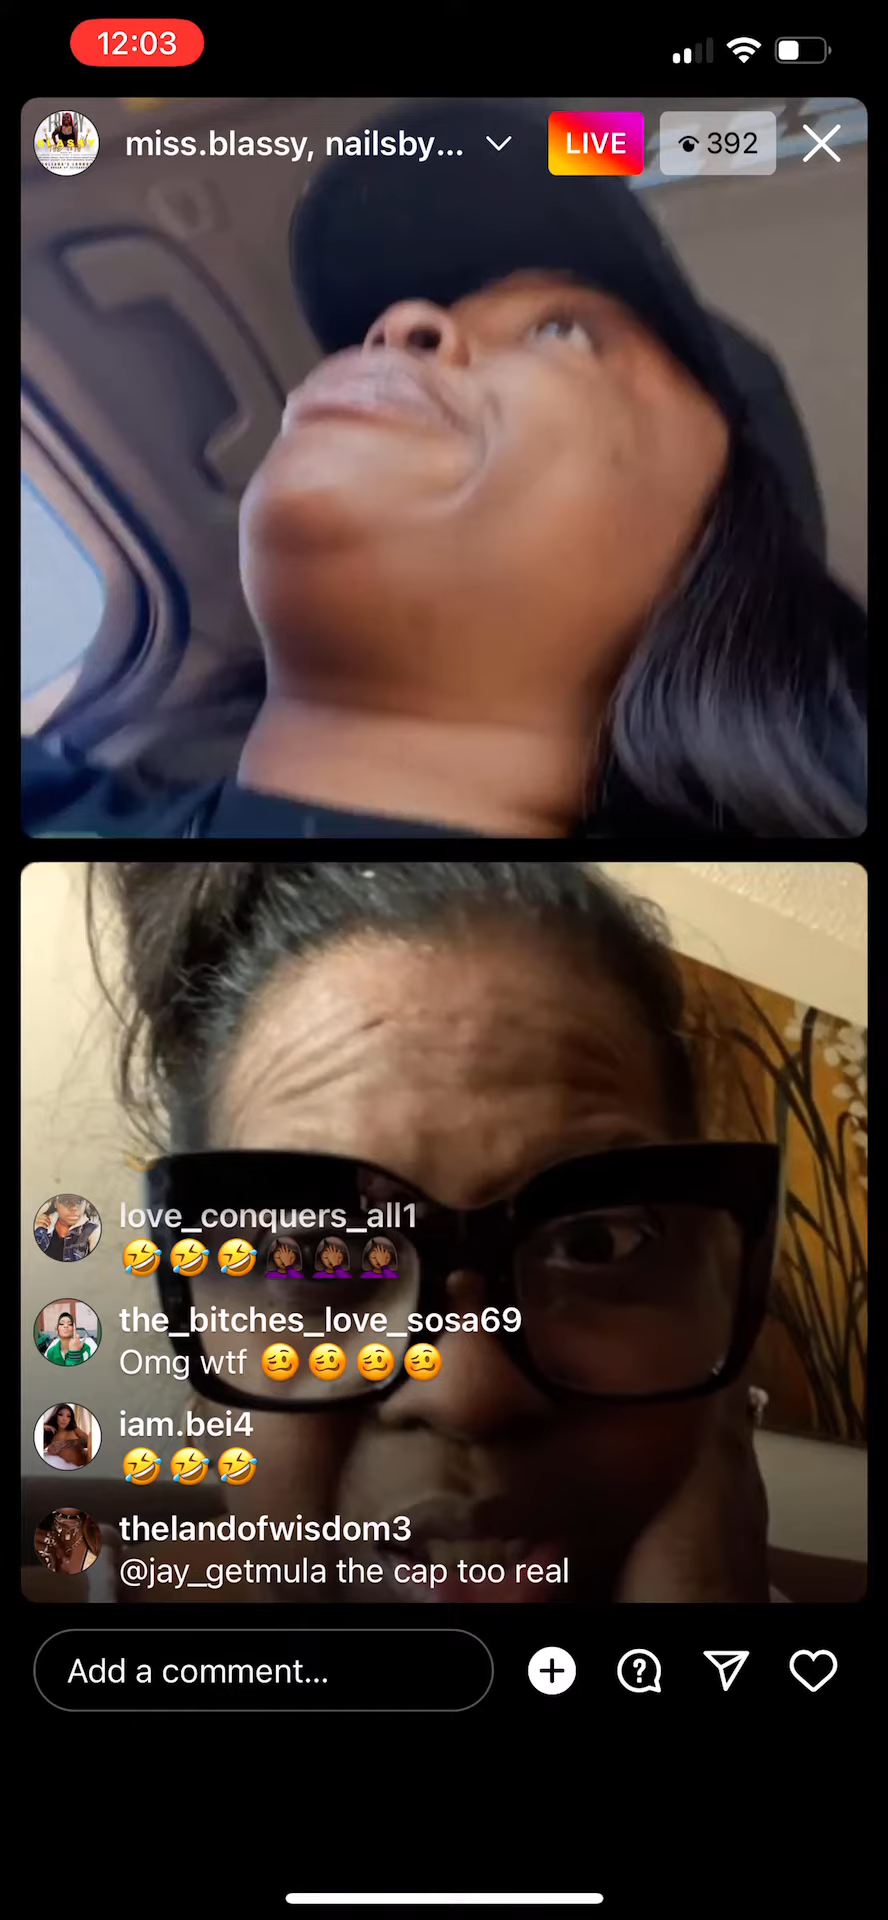 12:03
miss.blassy, nailsby...
LIVE
392
love_conquers_all1
🤣🤣🤣🤦🏾‍♀️🤦🏾‍♀️🤦🏾‍♀️
the_bitches_love_sosa69
Omg wtf 🥴🥴🥴🥴
iam.bei4
🤣🤣🤣
thelandofwisdom3
@jay_getmula the cap too real
Add a comment...